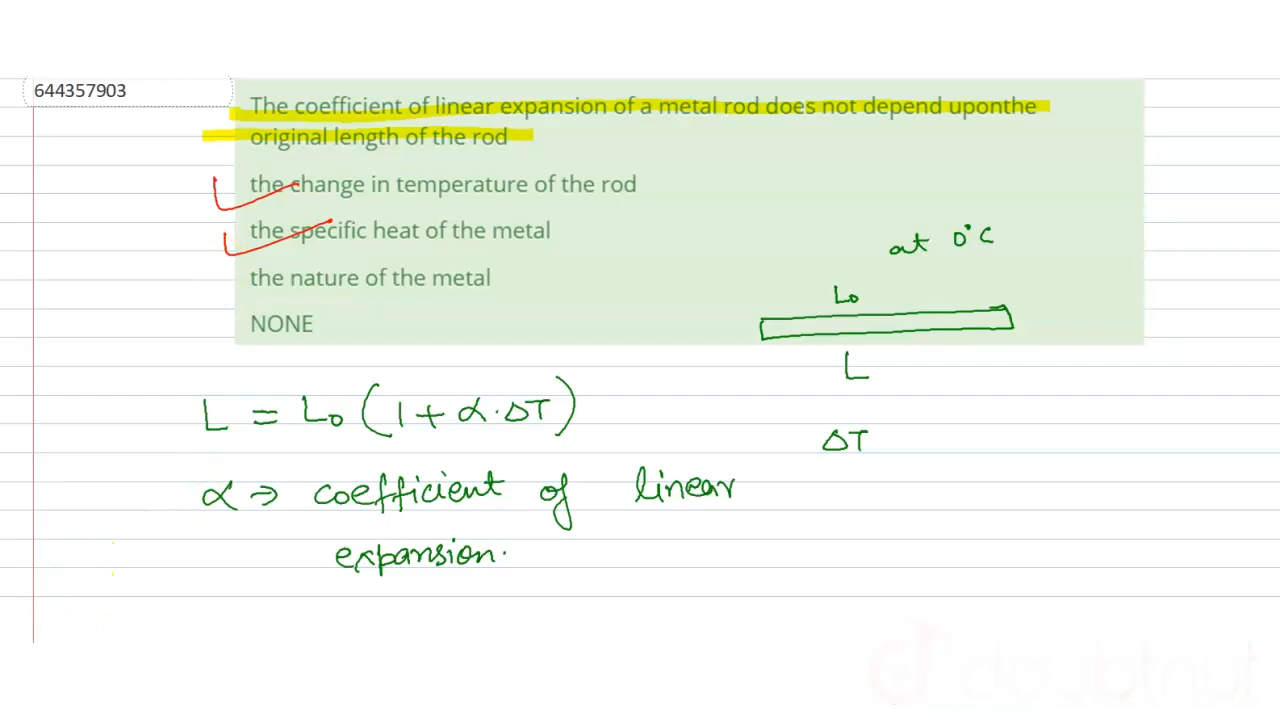 644357903
The coefficient of linear expansion of a metal rod does not depend uponthe
original length of the rod
the change in temperature of the rod
the specific heat of the metal
the nature of the metal
NONE
at 0°C
L₀
L
ΔT
L = L₀ (1 + α·ΔT)
α ⇒ coefficient of linear
expansion.
doubtnut